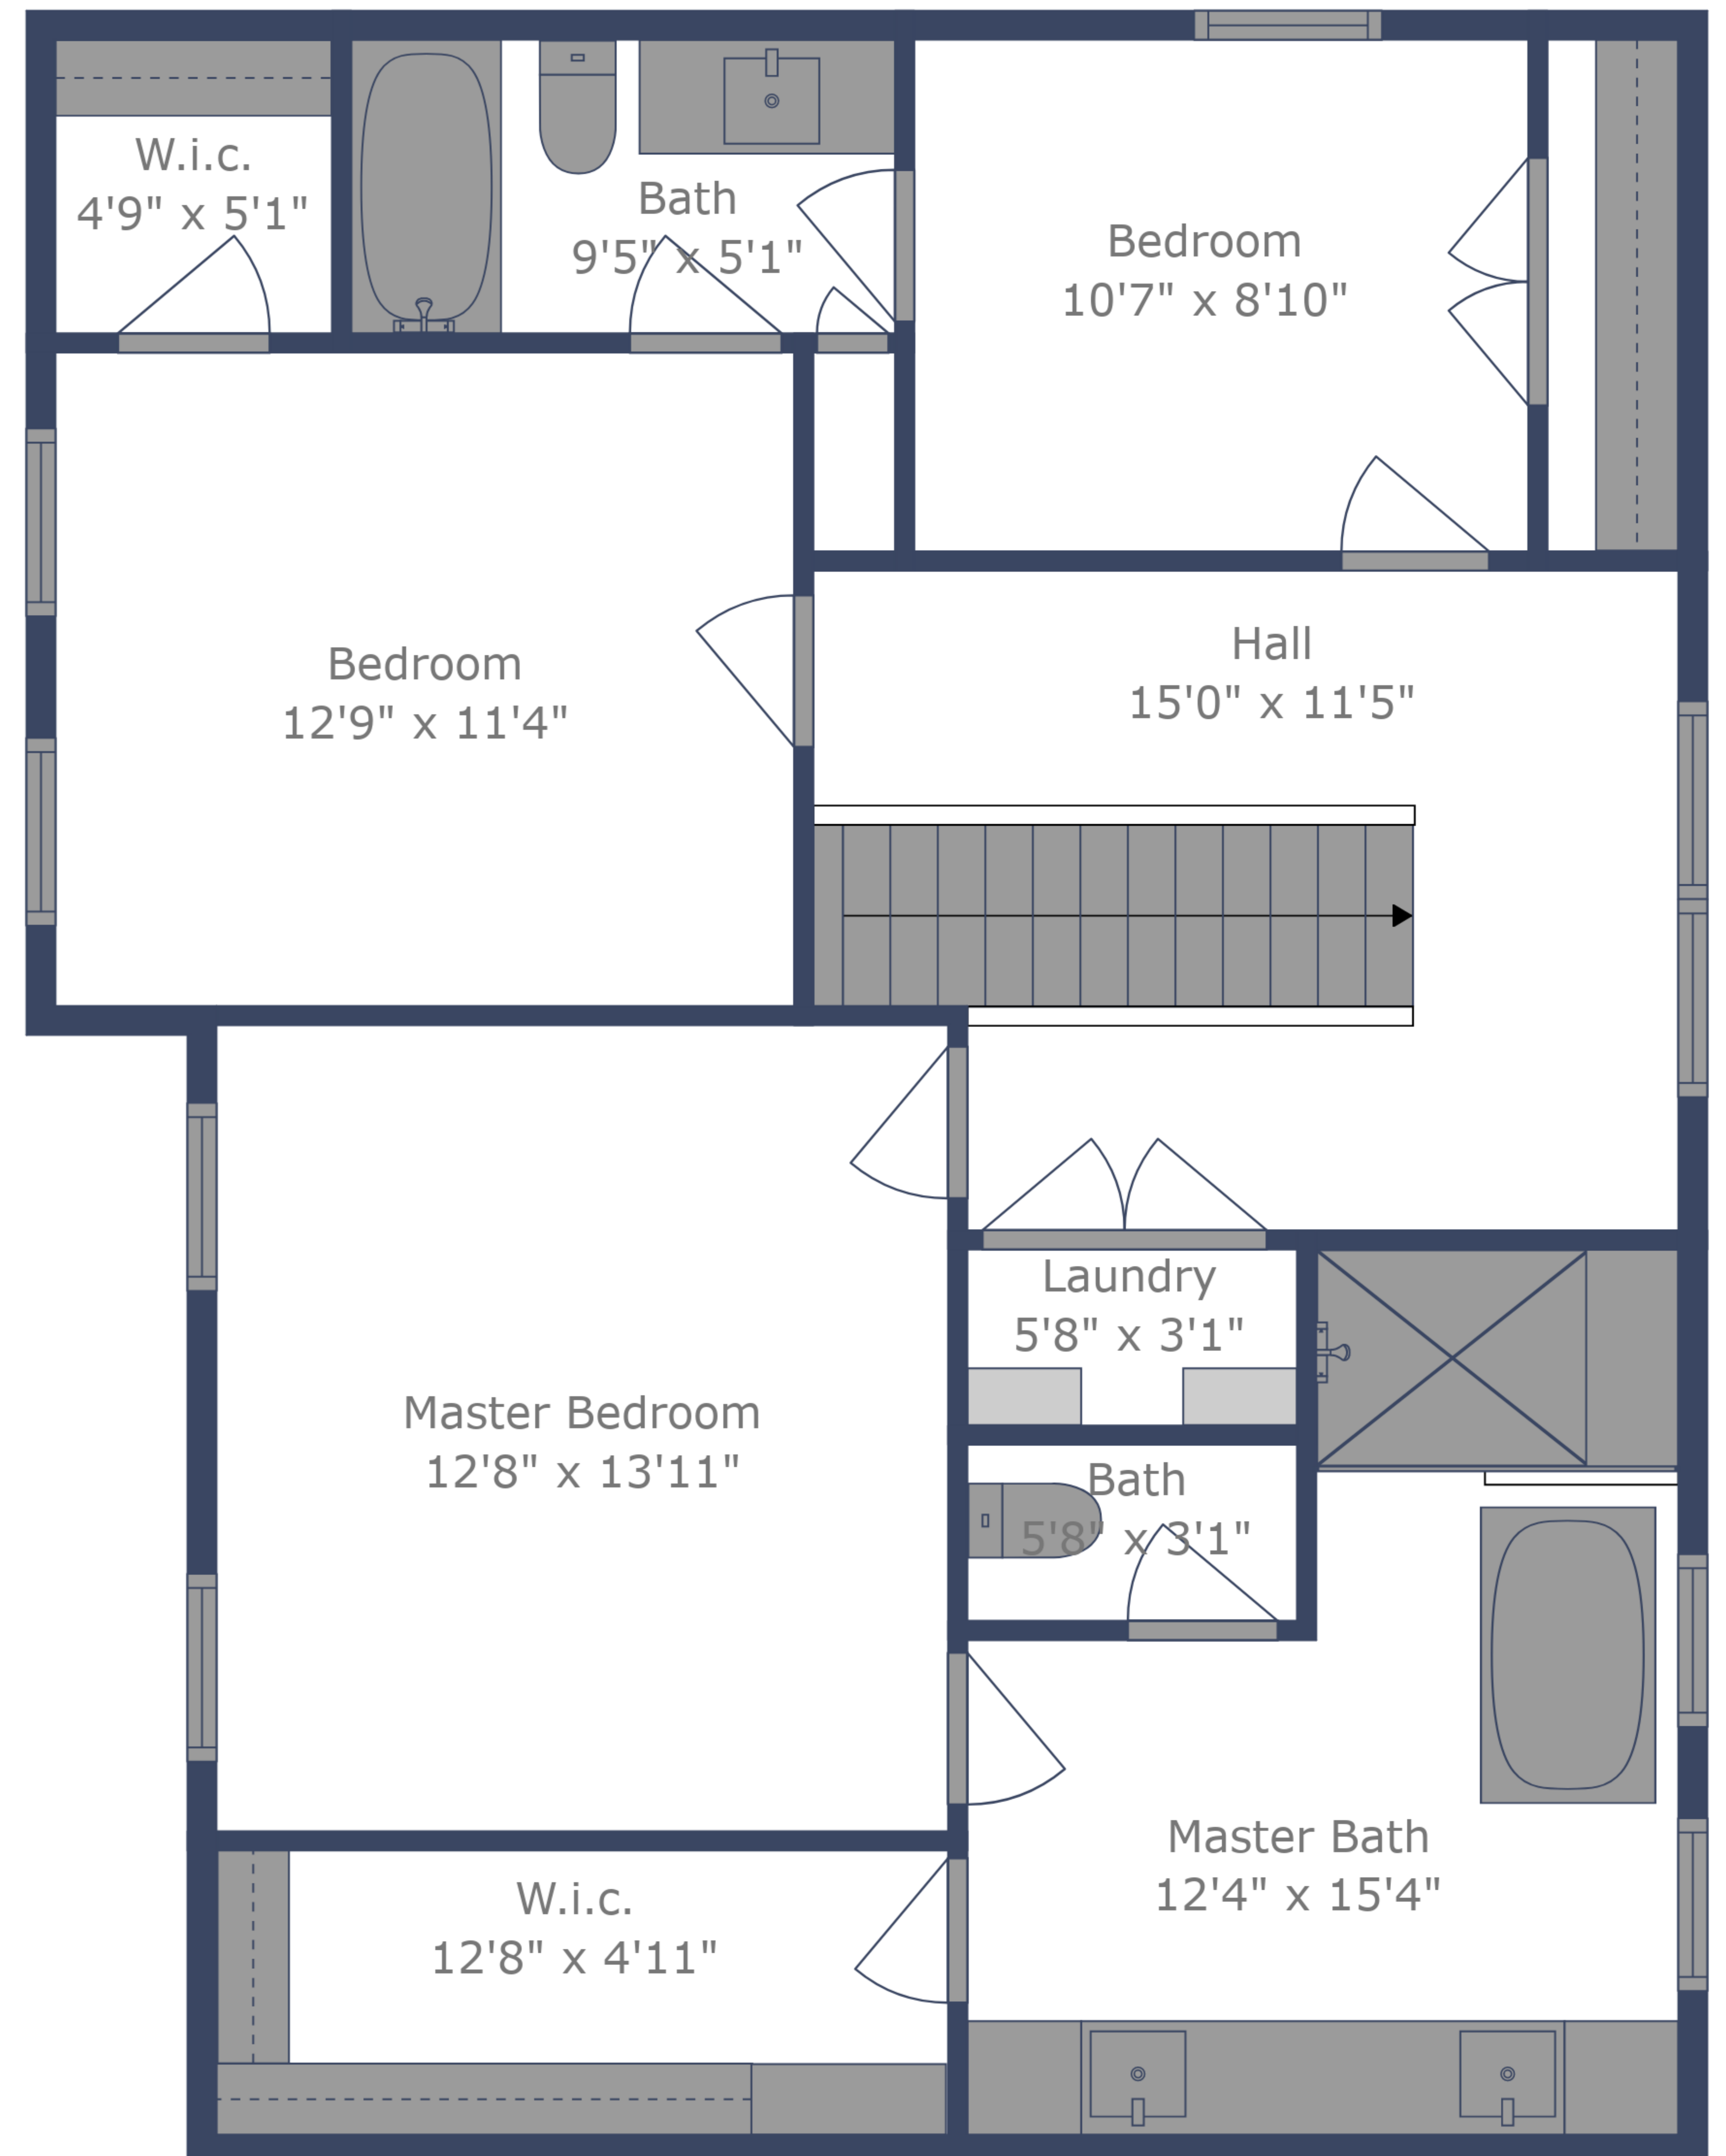 W.i.c.
4'9" x 5'1"
Bath
9'5" x 5'1"
Bedroom
10'7" x 8'10"
Bedroom
12'9" x 11'4"
Hall
15'0" x 11'5"
Laundry
5'8" x 3'1"
Master Bedroom
12'8" x 13'11"
Bath
5'8" x 3'1"
Master Bath
12'4" x 15'4"
W.i.c.
12'8" x 4'11"